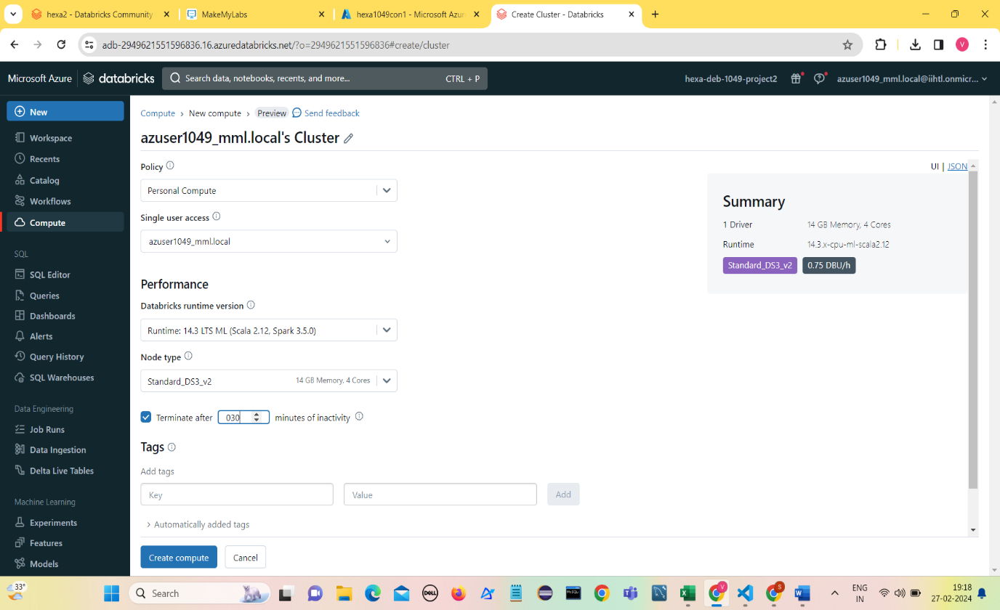 hexa2 - Databricks Community
MakeMyLabs
hexa1049con1 - Microsoft Azur
Create Cluster - Databricks
adb-2949621551596836.16.azuredatabricks.net/?o=2949621551596836#create/cluster
V
Microsoft Azure
databricks
Search data, notebooks, recents, and more...
CTRL + P
hexa-deb-1049-project2
azuser1049_mml.local@iihtl.onmicr...
New
Workspace
Recents
Catalog
Workflows
Compute
SQL
SQL Editor
Queries
Dashboards
Alerts
Query History
SQL Warehouses
Data Engineering
Job Runs
Data Ingestion
Delta Live Tables
Machine Learning
Experiments
Features
Models
Compute › New compute › Preview Send feedback
azuser1049_mml.local's Cluster
UI | JSON
Policy
Personal Compute
Single user access
azuser1049_mml.local
Performance
Databricks runtime version
Runtime: 14.3 LTS ML (Scala 2.12, Spark 3.5.0)
Node type
Standard_DS3_v2 14 GB Memory, 4 Cores
Terminate after 030 minutes of inactivity
Tags
Add tags
Key
Value
Add
Automatically added tags
Create compute
Cancel
Summary
1 Driver 14 GB Memory, 4 Cores
Runtime 14.3.x-cpu-ml-scala2.12
Standard_DS3_v2 0.75 DBU/h
33°
Search
DELL
MySQL
V
S
ENG
IN
19:18
27-02-2024